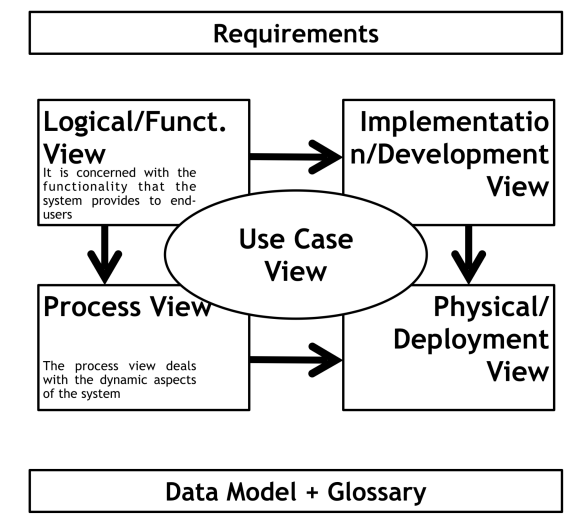 Requirements
Logical/Funct.
View
It is concerned with the
functionality that the
system provides to end-
users
Implementatio
n/Development
View
Use Case
View
Process View
The process view deals
with the dynamic aspects
of the system
Physical/
Deployment
View
Data Model + Glossary